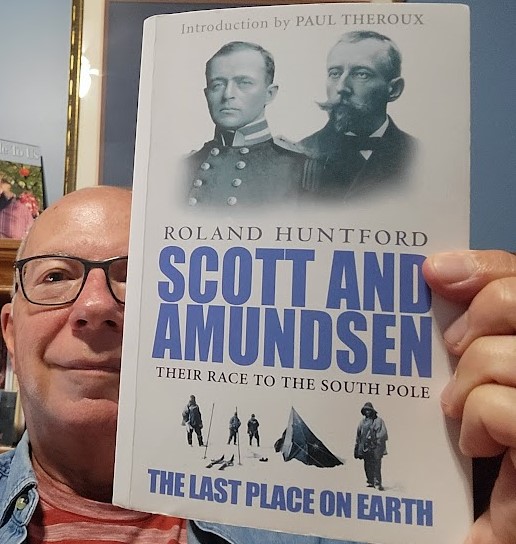 Introduction by PAUL THEROUX
ROLAND HUNTFORD
SCOTT AND
AMUNDSEN
THEIR RACE TO THE SOUTH POLE
THE LAST PLACE ON EARTH